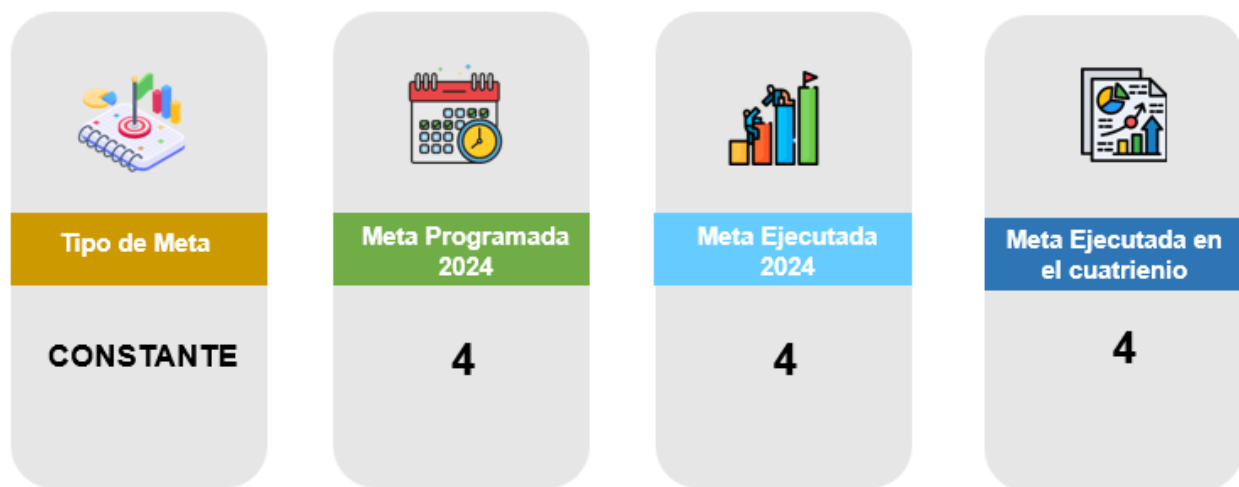 Tipo de Meta
CONSTANTE
Meta Programada
2024
4
Meta Ejecutada
2024
4
Meta Ejecutada en
el cuatrienio
4